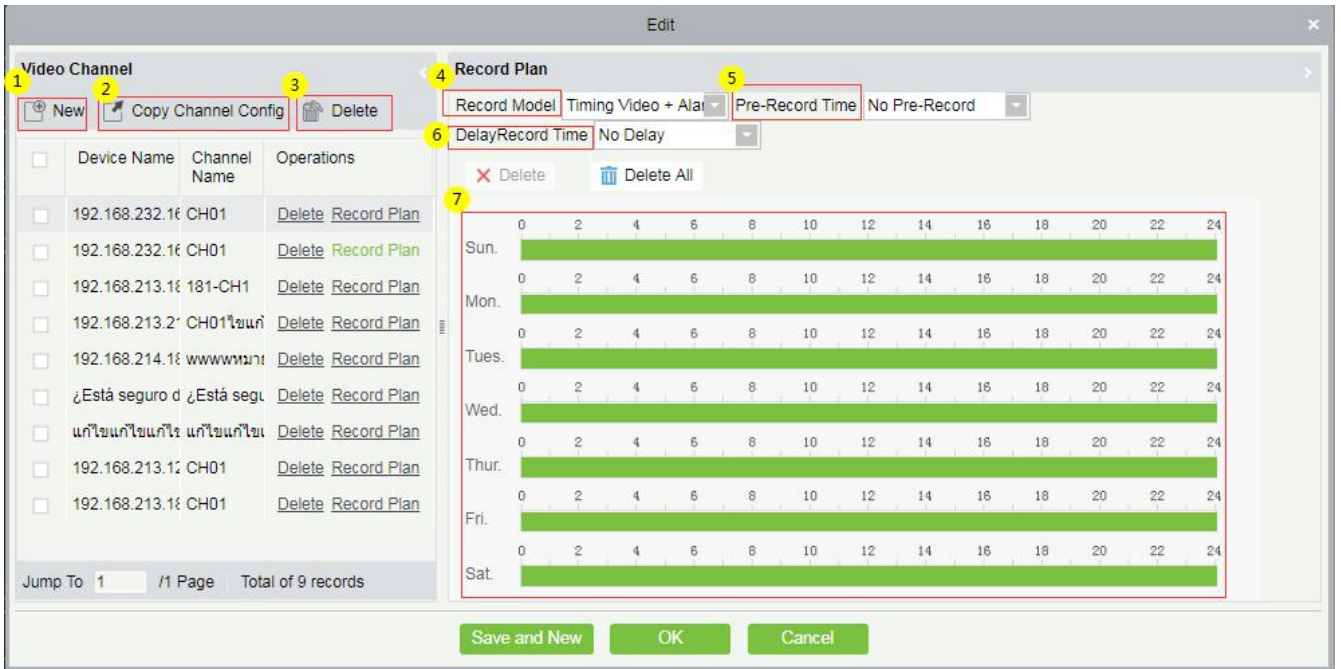 Edit
Video Channel
1 New 2 Copy Channel Config 3 Delete
Device Name Channel Name Operations
192.168.232.16 CH01 Delete Record Plan
192.168.232.16 CH01 Delete Record Plan
192.168.213.18 181-CH1 Delete Record Plan
192.168.213.21 CH01ไขแก้ Delete Record Plan
192.168.214.18 wwwwหมาย Delete Record Plan
¿Está seguro d ¿Está segu Delete Record Plan
แก้ไขแก้ไขแก้ไข แก้ไขแก้ไข Delete Record Plan
192.168.213.12 CH01 Delete Record Plan
192.168.213.18 CH01 Delete Record Plan
Jump To 1 /1 Page Total of 9 records
Record Plan
4 Record Model Timing Video + Alar 5 Pre-Record Time No Pre-Record
6 DelayRecord Time No Delay
Delete Delete All
7
0 2 4 6 8 10 12 14 16 18 20 22 24
Sun.
0 2 4 6 8 10 12 14 16 18 20 22 24
Mon.
0 2 4 6 8 10 12 14 16 18 20 22 24
Tues.
0 2 4 6 8 10 12 14 16 18 20 22 24
Wed.
0 2 4 6 8 10 12 14 16 18 20 22 24
Thur.
0 2 4 6 8 10 12 14 16 18 20 22 24
Fri.
0 2 4 6 8 10 12 14 16 18 20 22 24
Sat.
Save and New OK Cancel